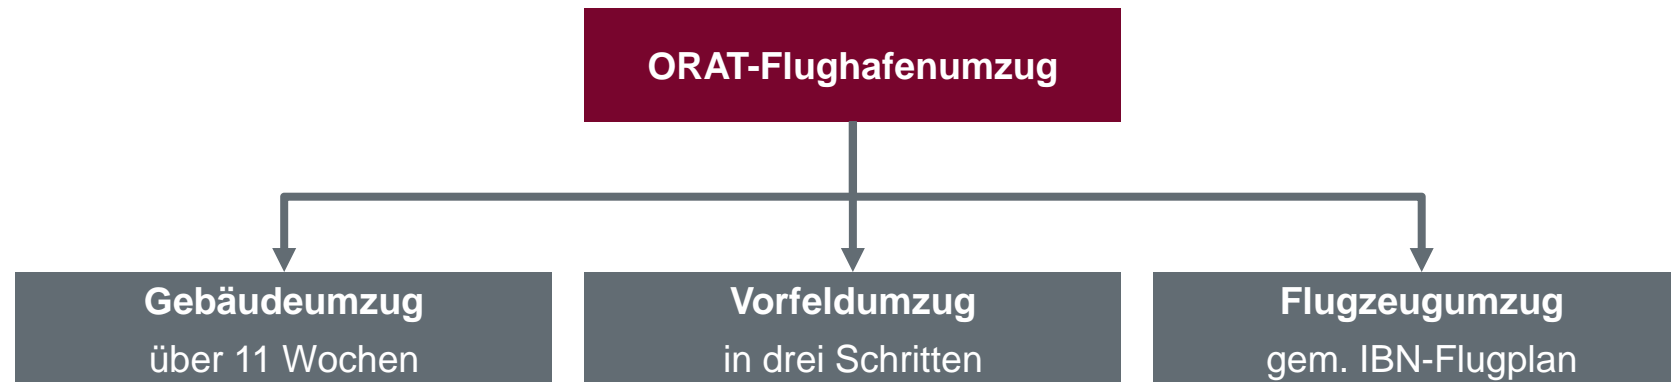 ORAT-Flughafenumzug
Gebäudeumzug
über 11 Wochen
Vorfeldumzug
in drei Schritten
Flugzeugumzug
gem. IBN-Flugplan